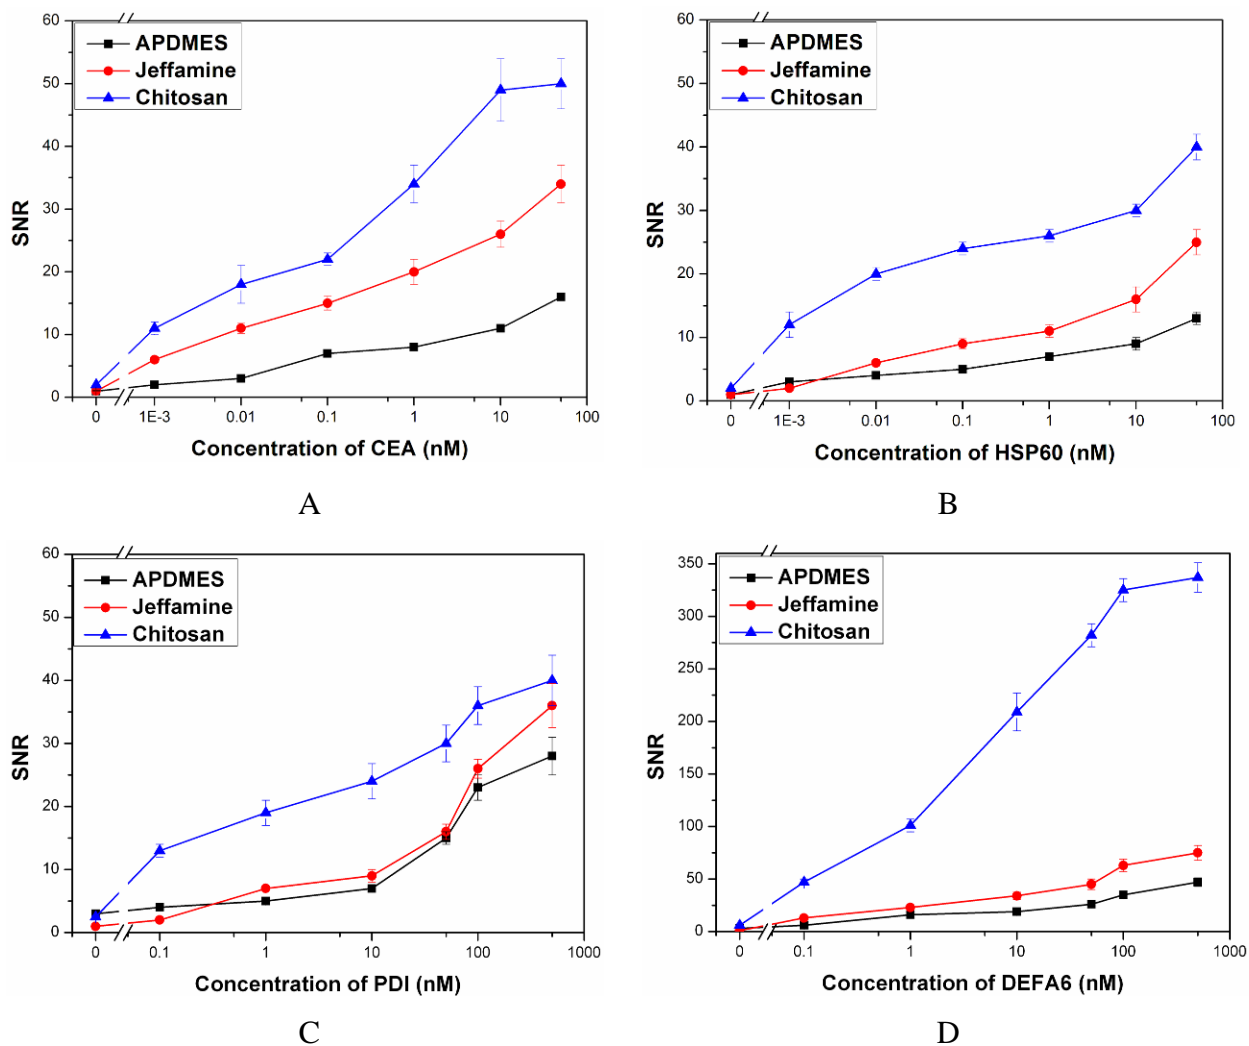 60
50
40
30
20
10
0
SNR
APDMES
Jeffamine
Chitosan
0 1E-3 0.01 0.1 1 10 100
Concentration of CEA (nM)
A
60
50
40
30
20
10
0
SNR
APDMES
Jeffamine
Chitosan
0 1E-3 0.01 0.1 1 10 100
Concentration of HSP60 (nM)
B
60
50
40
30
20
10
0
SNR
APDMES
Jeffamine
Chitosan
0 0.1 1 10 100 1000
Concentration of PDI (nM)
C
350
300
250
200
150
100
50
0
SNR
APDMES
Jeffamine
Chitosan
0 0.1 1 10 100 1000
Concentration of DEFA6 (nM)
D